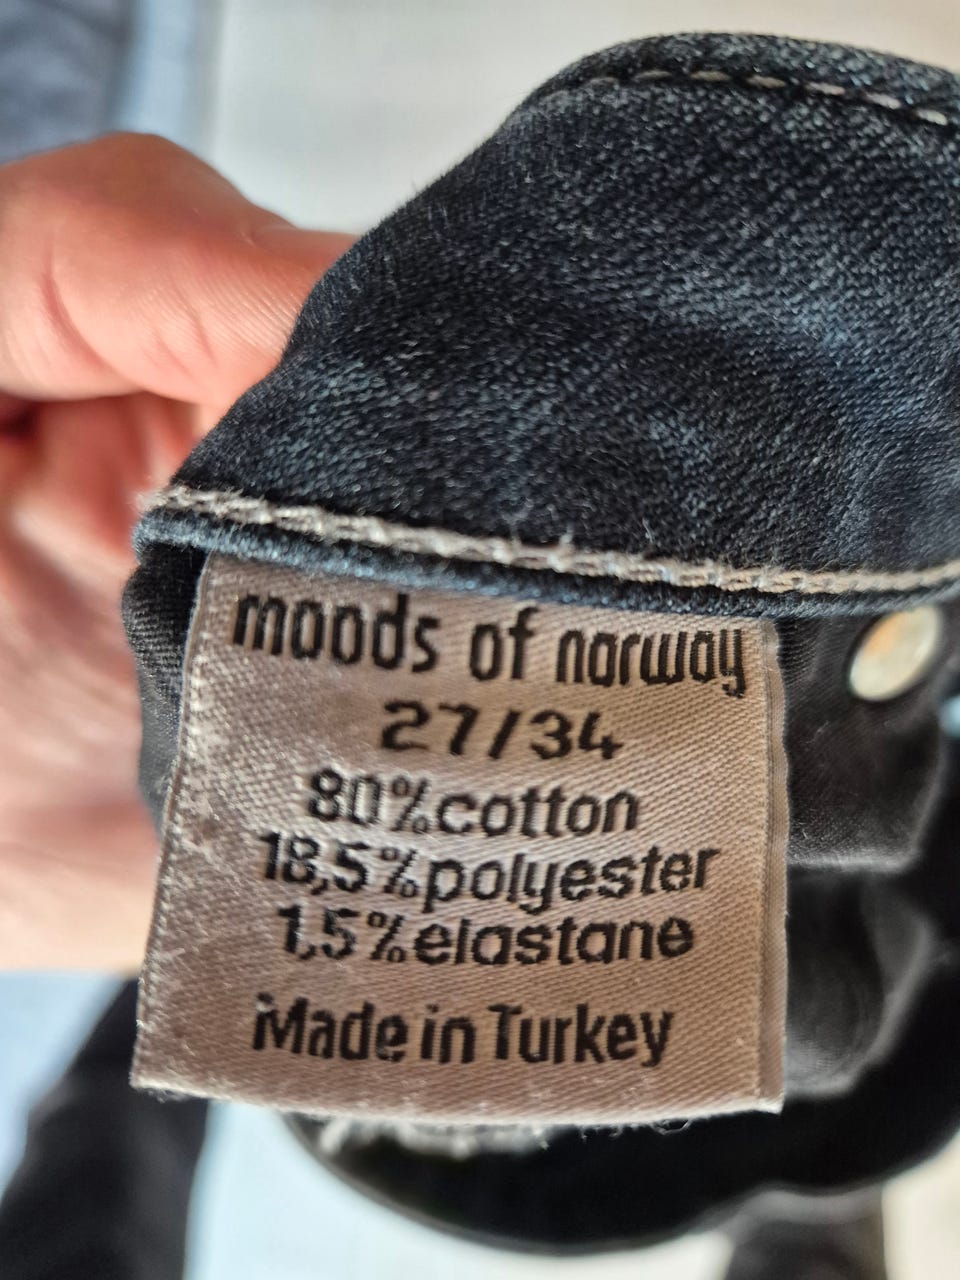 moods of norway
27/34
80%cotton
18,5%polyester
1,5%elastane
Made in Turkey